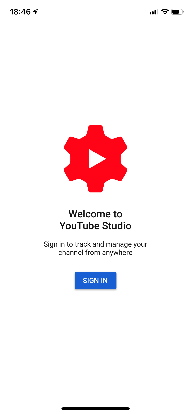 18:46
Welcome to
YouTube Studio
Sign in to track and manage your
channel from anywhere
SIGN IN